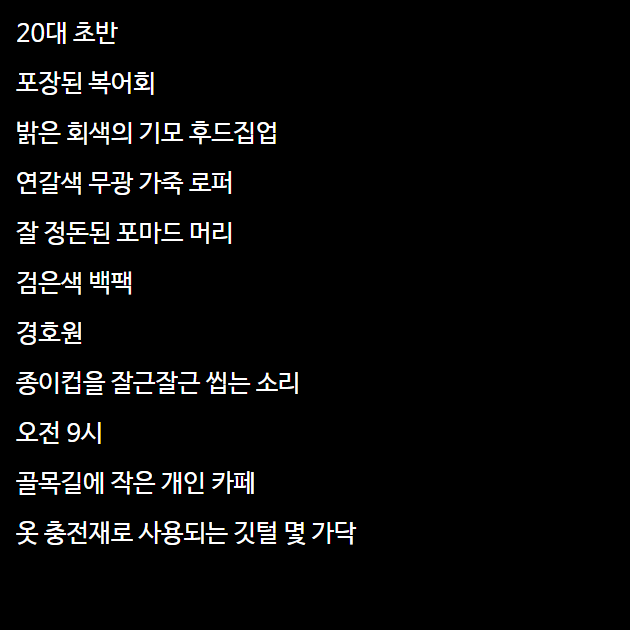 20대 초반
포장된 복어회
밝은 회색의 기모 후드집업
연갈색 무광 가죽 로퍼
잘 정돈된 포마드 머리
검은색 백팩
경호원
종이컵을 잘근잘근 씹는 소리
오전 9시
골목길에 작은 개인 카페
옷 충전재로 사용되는 깃털 몇 가닥